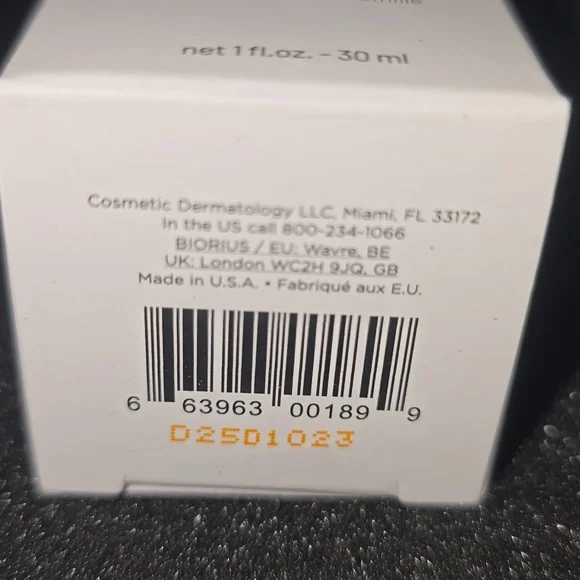 net 1 fl.oz. - 30 ml
Cosmetic Dermatology LLC, Miami, FL 33172
In the US call 800-234-1066
BIORIUS / EU: Wavre, BE
UK: London WC2H 9JQ, GB
Made in U.S.A. • Fabriqué aux E.U.
6 63963 00189 9
D25D1023